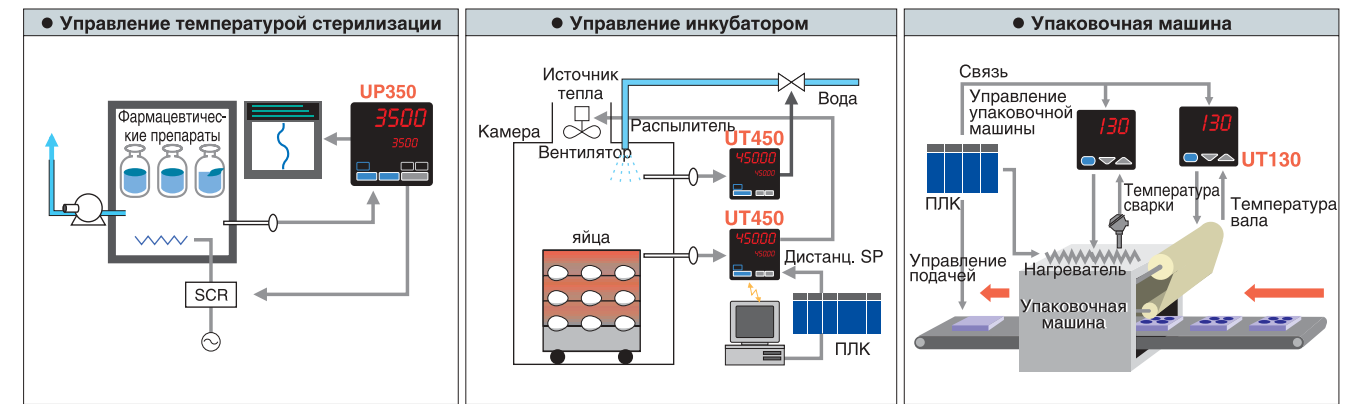 ● Управление температурой стерилизации
UP350
3500
3500
Фармацевтичес-
кие препараты
SCR
● Управление инкубатором
Источник
тепла
Вода
Камера
Распылитель
Вентилятор
UT450
45000
45000
UT450
45000
45000
яйца
Дистанц. SP
ПЛК
● Упаковочная машина
Связь
Управление
упаковочной
машины
130
130
UT130
ПЛК
Температура
сварки
Температура
вала
Управление
подачей
Нагреватель
Упаковочная
машина